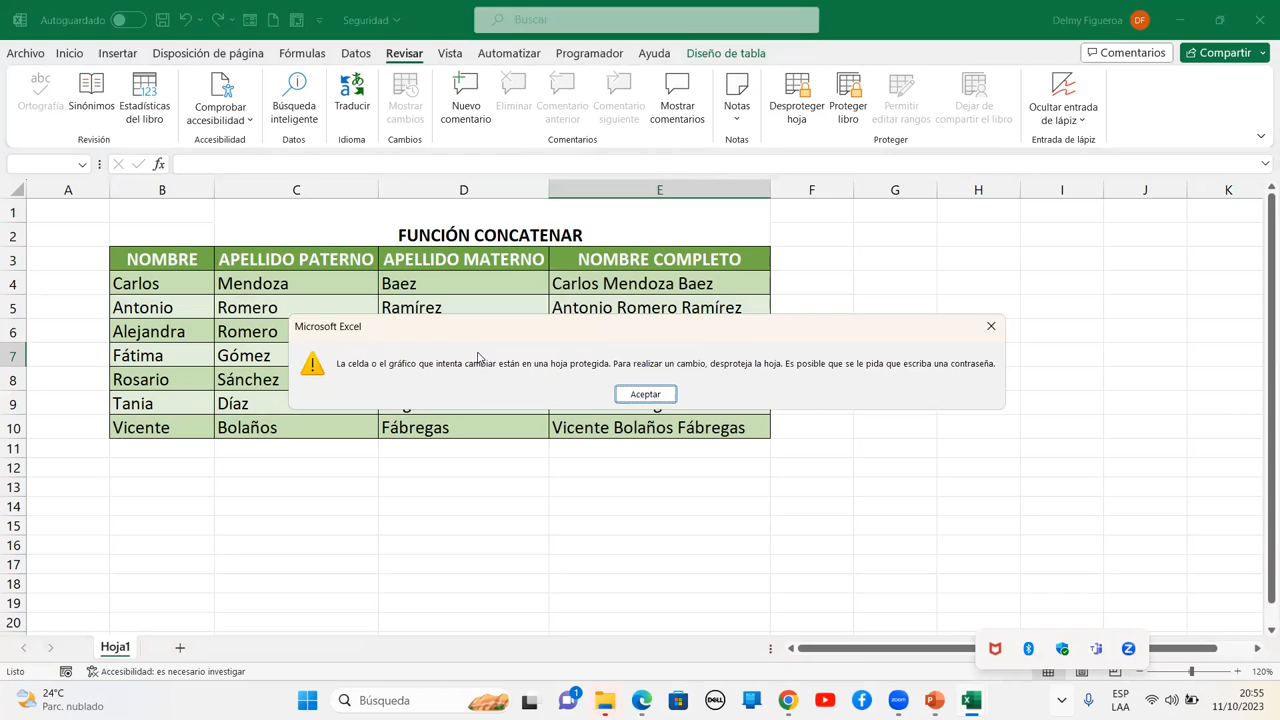 Autoguardado
Seguridad
Buscar
Delmy Figueroa
DF
Archivo Inicio Insertar Disposición de página Fórmulas Datos Revisar Vista Automatizar Programador Ayuda Diseño de tabla
Comentarios
Compartir
abc
Ortografía
Sinónimos
123
Estadísticas del libro
Revisión
Comprobar accesibilidad
Accesibilidad
Búsqueda inteligente
Datos
Traducir
Idioma
Mostrar cambios
Cambios
Nuevo comentario
Eliminar
Comentario anterior
Comentario siguiente
Mostrar comentarios
Comentarios
Notas
Notas
Desproteger hoja
Proteger libro
Permitir editar rangos
Dejar de compartir el libro
Proteger
Ocultar entrada de lápiz
Entrada de lápiz
fx
A B C D E F G H I J K
1
2 FUNCIÓN CONCATENAR
3 NOMBRE APELLIDO PATERNO APELLIDO MATERNO NOMBRE COMPLETO
4 Carlos Mendoza Baez Carlos Mendoza Baez
5 Antonio Romero Ramírez Antonio Romero Ramírez
6 Alejandra Romero
7 Fátima Gómez
8 Rosario Sánchez
9 Tania Díaz
10 Vicente Bolaños Fábregas Vicente Bolaños Fábregas
11
12
13
14
15
16
17
18
19
20
Microsoft Excel
La celda o el gráfico que intenta cambiar están en una hoja protegida. Para realizar un cambio, desproteja la hoja. Es posible que se le pida que escriba una contraseña.
Aceptar
Hoja1
Listo
Accesibilidad: es necesario investigar
120%
24°C
Parc. nublado
Búsqueda
1
DELL
zoom
ESP
LAA
20:55
11/10/2023